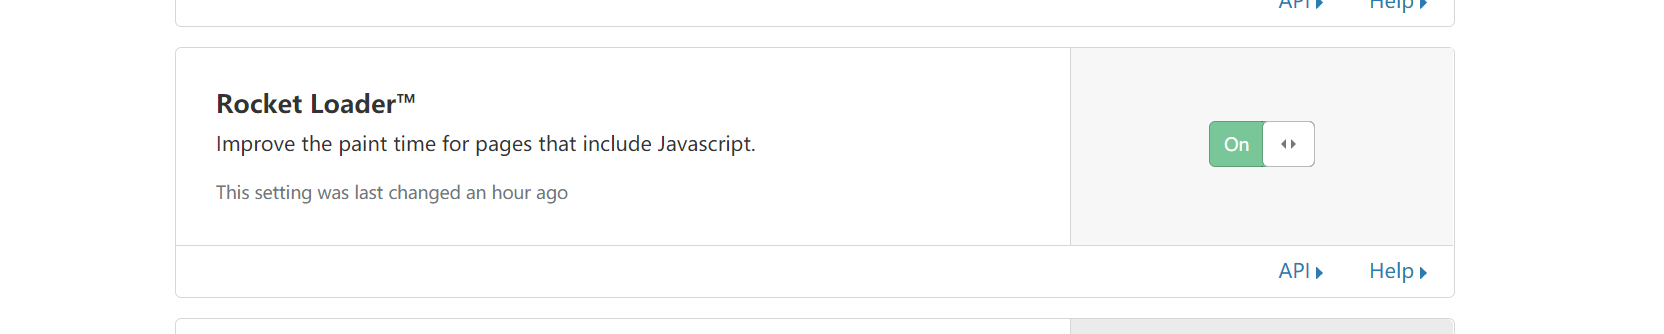 API Help
Rocket Loader™
Improve the paint time for pages that include Javascript.
This setting was last changed an hour ago
On
API Help